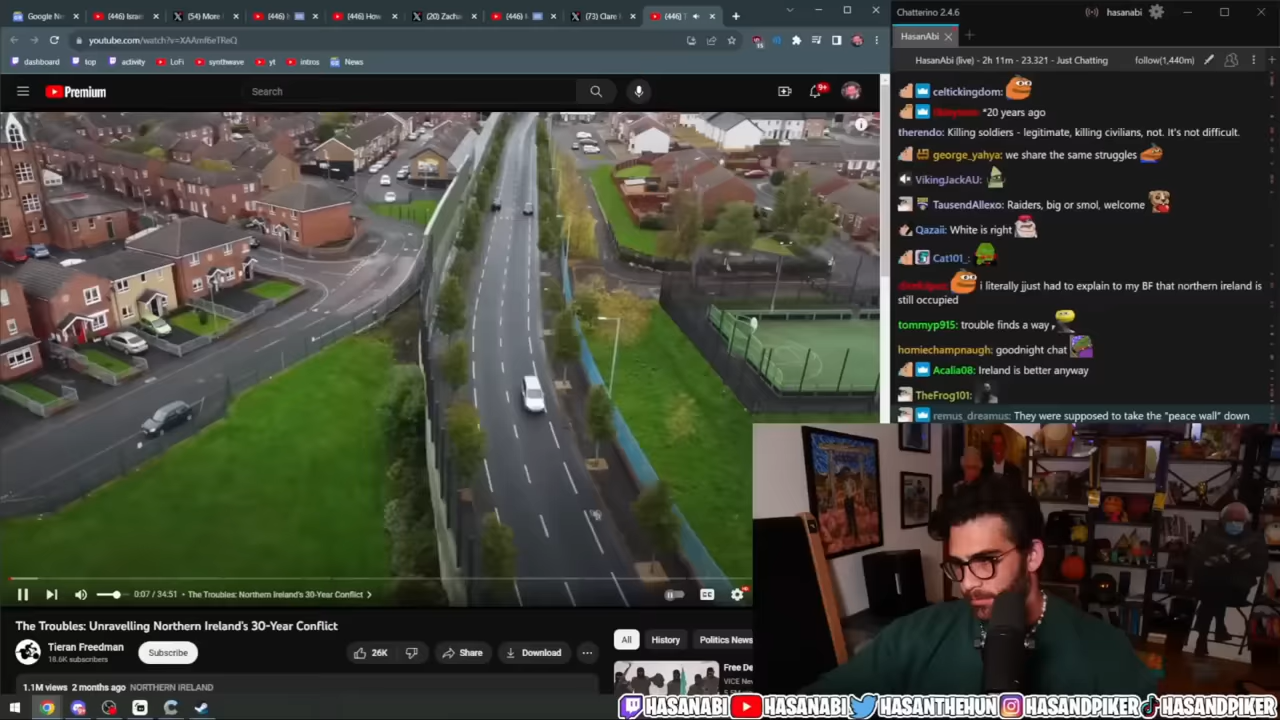 Google Ne
(446) Israe
(54) More
(446)
(446) How
(20) Zacha
(446)
(73) Clare
(446) T
youtube.com/watch?v=XAAmf6eTReQ
dashboard
top
activity
LoFi
synthwave
yt
intros
News
Premium
Search
9+
0:07 / 34:51 • The Troubles: Northern Ireland's 30-Year Conflict
The Troubles: Unravelling Northern Ireland's 30-Year Conflict
Tieran Freedman
18.6K subscribers
Subscribe
26K
Share
Download
All
History
Politics News
1.1M views 2 months ago NORTHERN IRELAND
Free De
VICE New
Chatterino 2.4.6
hasanabi
HasanAbi
HasanAbi (live) - 2h 11m - 23.321 - Just Chatting
follow(1,440m)
celtickingdom:
*20 years ago
therendo: Killing soldiers - legitimate, killing civilians, not. It's not difficult.
george_yahya: we share the same struggles
VikingJackAU:
TausendAllexo: Raiders, big or smol, welcome
Qazaii: White is right
Cat101_:
i literally jjust had to explain to my BF that northern ireland is
still occupied
tommyp915: trouble finds a way
homiechampnaugh: goodnight chat
Acalia08: Ireland is better anyway
TheFrog101:
remus_dreamus: They were supposed to take the "peace wall" down
HASANABI
HASANABI
HASANTHEHUN
HASANDPIKER
HASANDPIKER